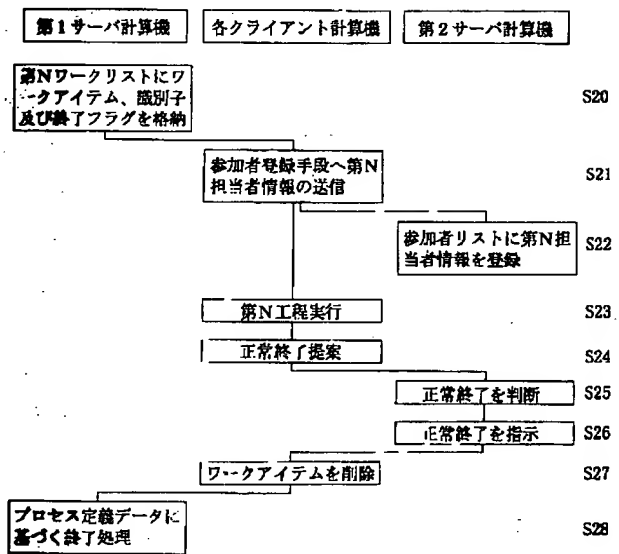 第1サーバ計算機
各クライアント計算機
第2サーバ計算機
第Nワークリストにワ
ークアイテム、識別子
及び終了フラグを格納
S20
参加者登録手段へ第N
担当者情報の送信
S21
参加者リストに第N担
当者情報を登録
S22
第N工程実行
S23
正常終了提案
S24
正常終了を判断
S25
正常終了を指示
S26
ワークアイテムを削除
S27
プロセス定義データに
基づく終了処理
S28